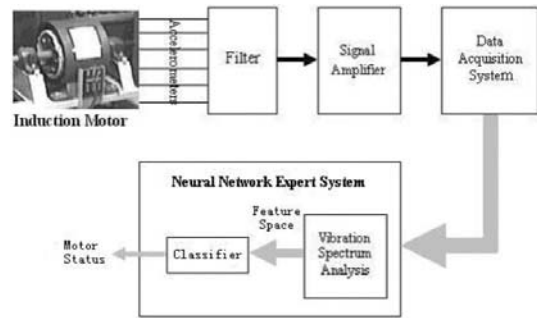 Induction Motor
Accelerometers
Filter
Signal
Amplifier
Data
Acquisition
System
Neural Network Expert System
Feature
Space
Vibration
Spectrum
Analysis
Classifier
Motor
Status